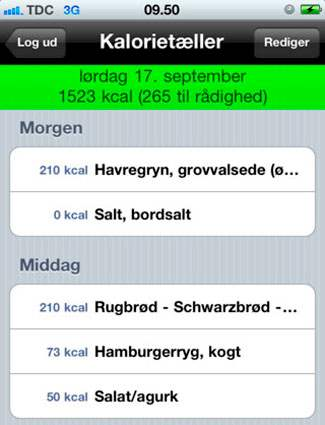 TDC 3G 09.50
Log ud Kalorietæller Rediger
lørdag 17. september
1523 kcal (265 til rådighed)
Morgen
210 kcal Havregryn, grovvalsede (ø...
0 kcal Salt, bordsalt
Middag
210 kcal Rugbrød - Schwarzbrød -...
73 kcal Hamburgerryg, kogt
50 kcal Salat/agurk